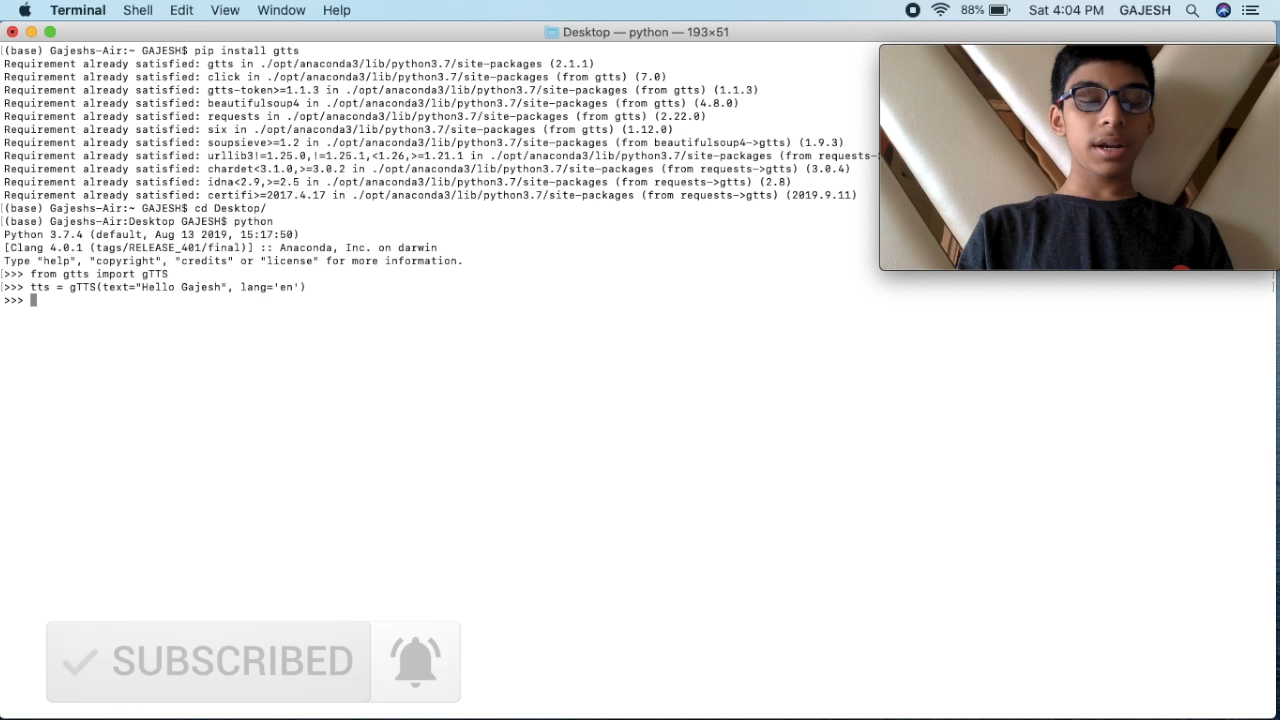 Terminal Shell Edit View Window Help 88% Sat 4:04 PM GAJESH
Desktop — python — 193×51
(base) Gajeshs-Air:~ GAJESH$ pip install gtts
Requirement already satisfied: gtts in ./opt/anaconda3/lib/python3.7/site-packages (2.1.1)
Requirement already satisfied: click in ./opt/anaconda3/lib/python3.7/site-packages (from gtts) (7.0)
Requirement already satisfied: gtts-token>=1.1.3 in ./opt/anaconda3/lib/python3.7/site-packages (from gtts) (1.1.3)
Requirement already satisfied: beautifulsoup4 in ./opt/anaconda3/lib/python3.7/site-packages (from gtts) (4.8.0)
Requirement already satisfied: requests in ./opt/anaconda3/lib/python3.7/site-packages (from gtts) (2.22.0)
Requirement already satisfied: six in ./opt/anaconda3/lib/python3.7/site-packages (from gtts) (1.12.0)
Requirement already satisfied: soupsieve>=1.2 in ./opt/anaconda3/lib/python3.7/site-packages (from beautifulsoup4->gtts) (1.9.3)
Requirement already satisfied: urllib3!=1.25.0,!=1.25.1,<1.26,>=1.21.1 in ./opt/anaconda3/lib/python3.7/site-packages (from requests-
Requirement already satisfied: chardet<3.1.0,>=3.0.2 in ./opt/anaconda3/lib/python3.7/site-packages (from requests->gtts) (3.0.4)
Requirement already satisfied: idna<2.9,>=2.5 in ./opt/anaconda3/lib/python3.7/site-packages (from requests->gtts) (2.8)
Requirement already satisfied: certifi>=2017.4.17 in ./opt/anaconda3/lib/python3.7/site-packages (from requests->gtts) (2019.9.11)
(base) Gajeshs-Air:~ GAJESH$ cd Desktop/
(base) Gajeshs-Air:Desktop GAJESH$ python
Python 3.7.4 (default, Aug 13 2019, 15:17:50)
[Clang 4.0.1 (tags/RELEASE_401/final)] :: Anaconda, Inc. on darwin
Type "help", "copyright", "credits" or "license" for more information.
>>> from gtts import gTTS
>>> tts = gTTS(text="Hello Gajesh", lang='en')
>>>
SUBSCRIBED